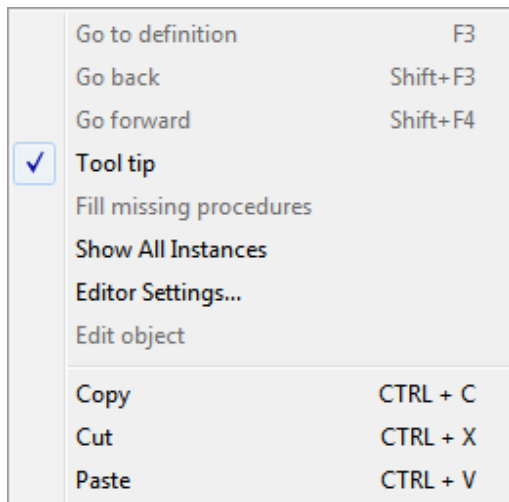 Go to definition F3
Go back Shift+F3
Go forward Shift+F4
Tool tip
Fill missing procedures
Show All Instances
Editor Settings...
Edit object
Copy CTRL + C
Cut CTRL + X
Paste CTRL + V